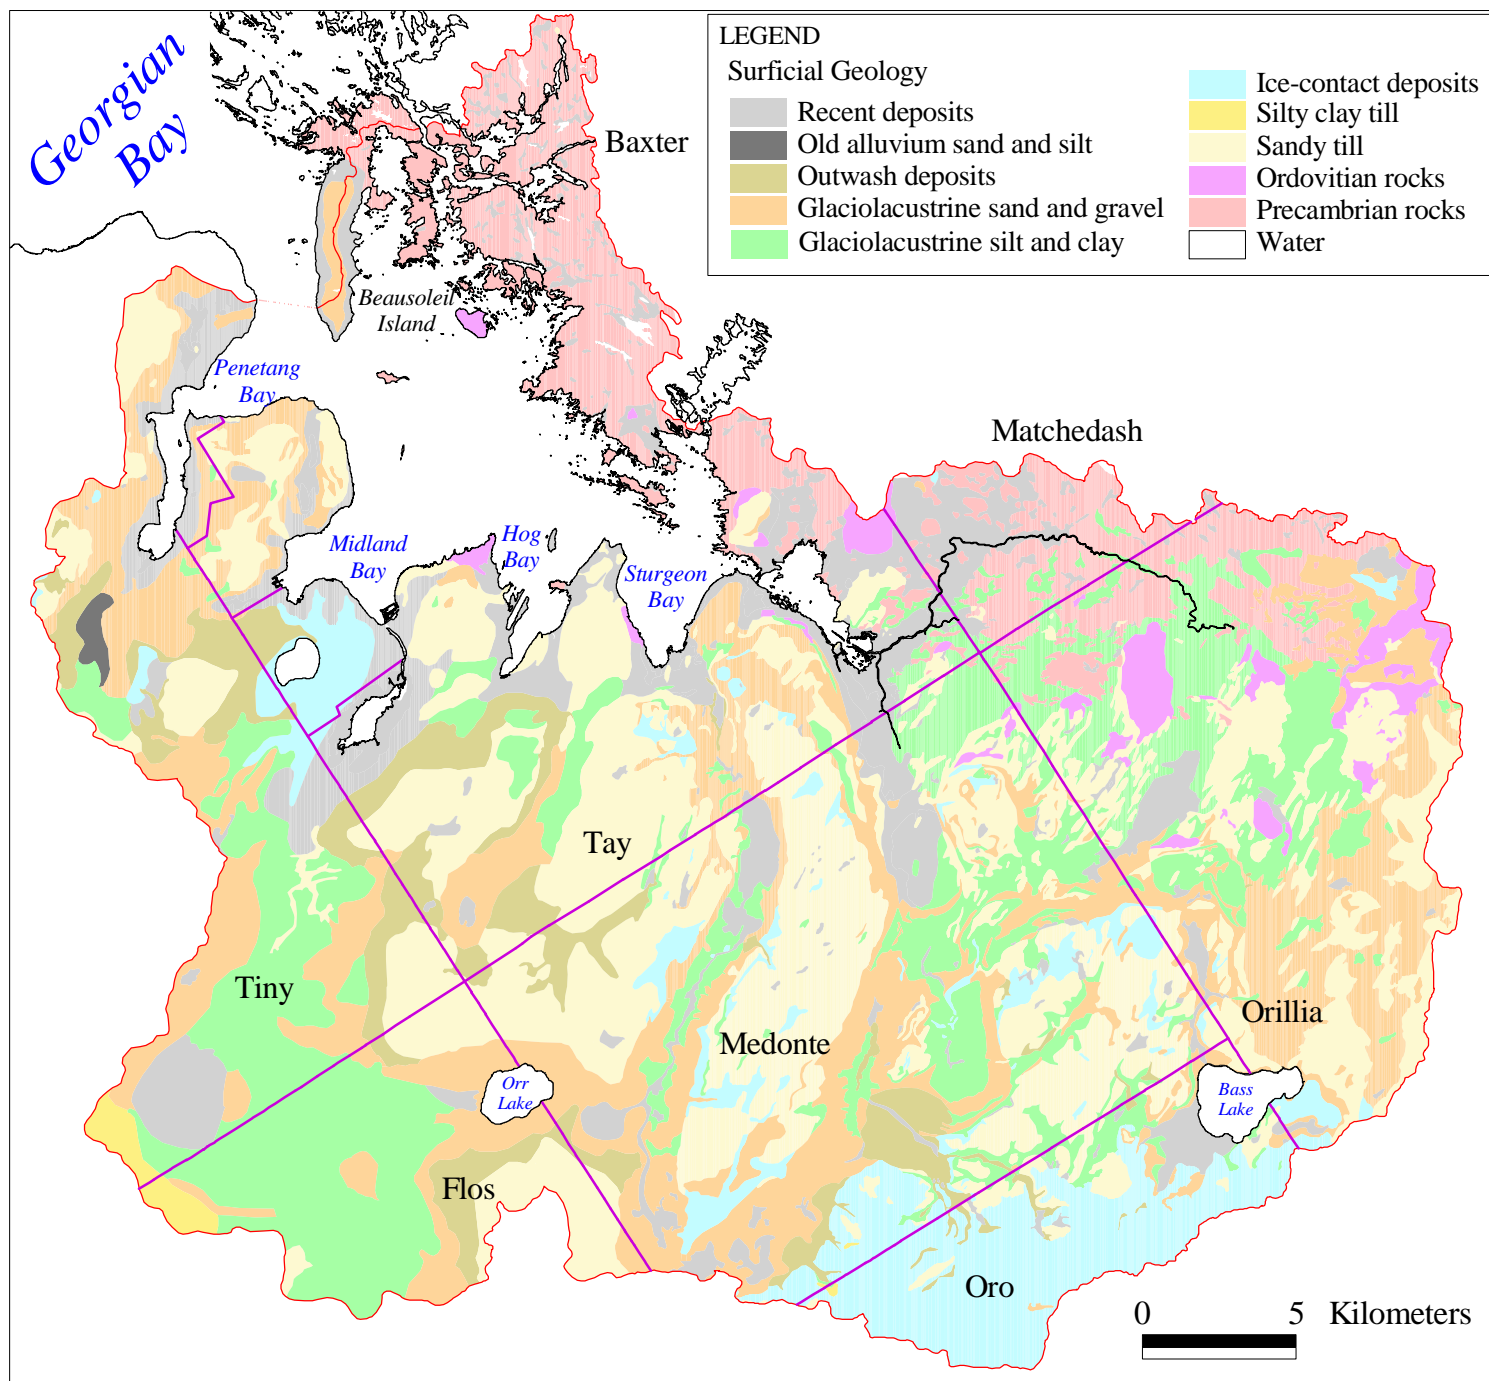 Georgian
Bay
LEGEND
Surficial Geology
Recent deposits
Old alluvium sand and silt
Outwash deposits
Glaciolacustrine sand and gravel
Glaciolacustrine silt and clay
Ice-contact deposits
Silty clay till
Sandy till
Ordovitian rocks
Precambrian rocks
Water
Baxter
Beausoleil
Island
Penetang
Bay
Matchedash
Midland
Bay
Hog
Bay
Sturgeon
Bay
Tay
Tiny
Medonte
Orillia
Orr
Lake
Bass
Lake
Flos
Oro
0 5 Kilometers